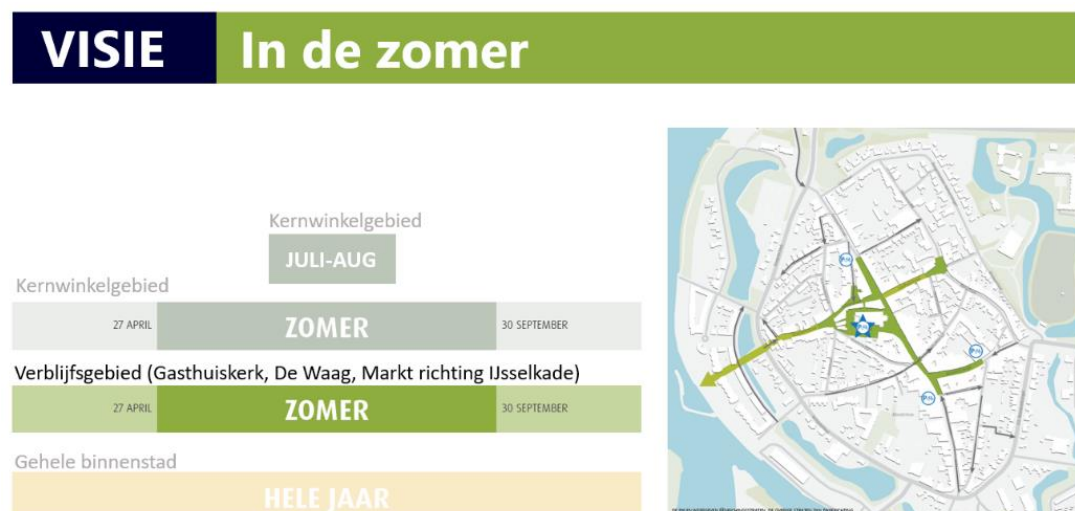 VISIE In de zomer
Kernwinkelgebied
JULI-AUG
Kernwinkelgebied
27 APRIL ZOMER 30 SEPTEMBER
Verblijfsgebied (Gasthuiskerk, De Waag, Markt richting IJsselkade)
27 APRIL ZOMER 30 SEPTEMBER
Gehele binnenstad
HELE JAAR